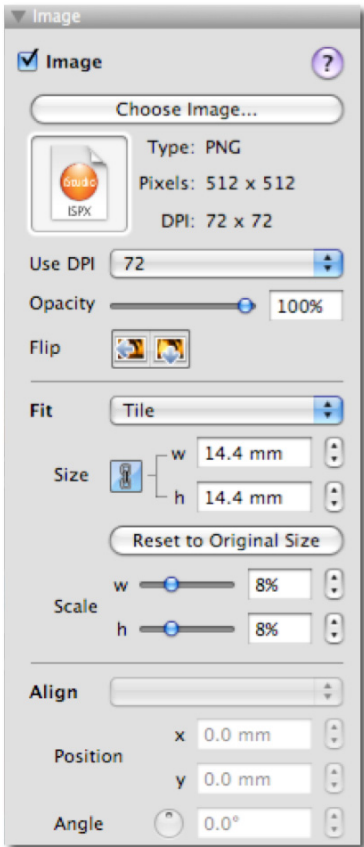 Image
Image
?
Choose Image...
Type: PNG
iStudio
Pixels: 512 x 512
ISPX
DPI: 72 x 72
Use DPI 72
Opacity 100%
Flip
Fit Tile
w 14.4 mm
Size
h 14.4 mm
Reset to Original Size
w 8%
Scale
h 8%
Align
x 0.0 mm
Position
y 0.0 mm
Angle 0.0°